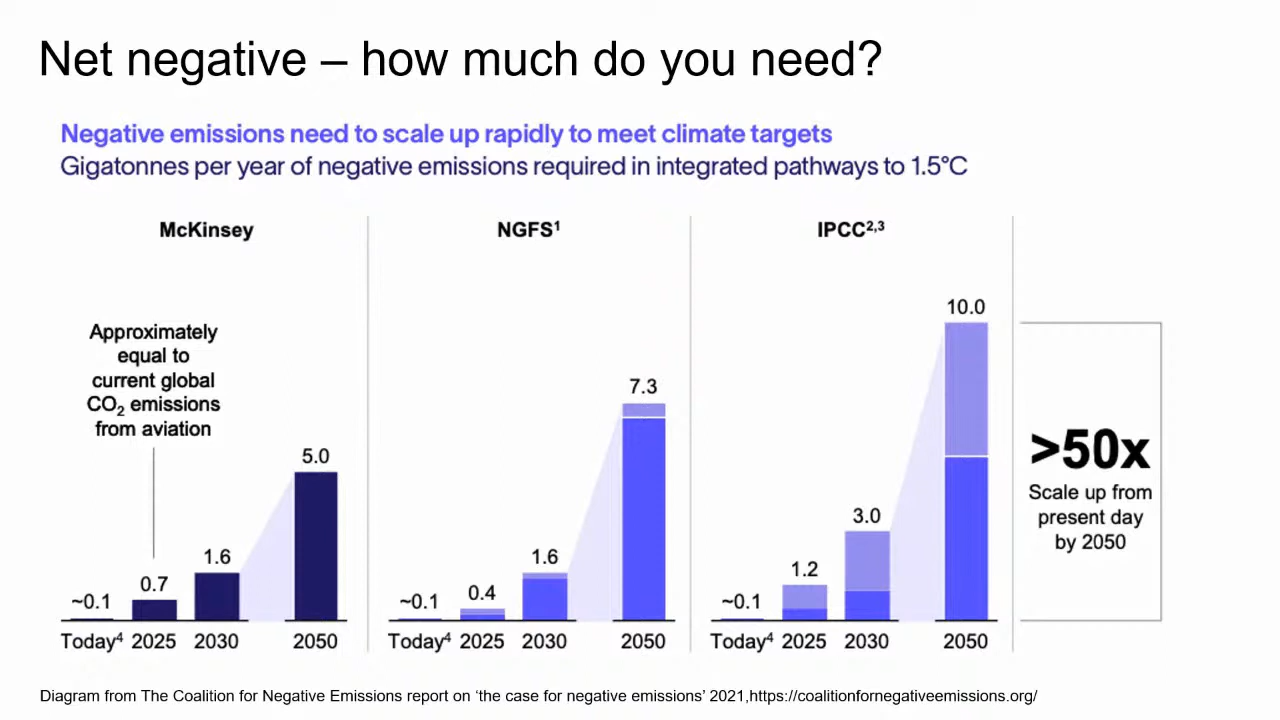 Net negative – how much do you need?
Negative emissions need to scale up rapidly to meet climate targets
Gigatonnes per year of negative emissions required in integrated pathways to 1.5°C
McKinsey
Approximately
equal to
current global
CO₂ emissions
from aviation
~0.1
0.7
1.6
5.0
Today⁴ 2025 2030 2050
NGFS¹
~0.1
0.4
1.6
7.3
Today⁴ 2025 2030 2050
IPCC²,³
~0.1
1.2
3.0
10.0
Today⁴ 2025 2030 2050
>50x
Scale up from
present day
by 2050
Diagram from The Coalition for Negative Emissions report on ‘the case for negative emissions’ 2021,https://coalitionfornegativeemissions.org/